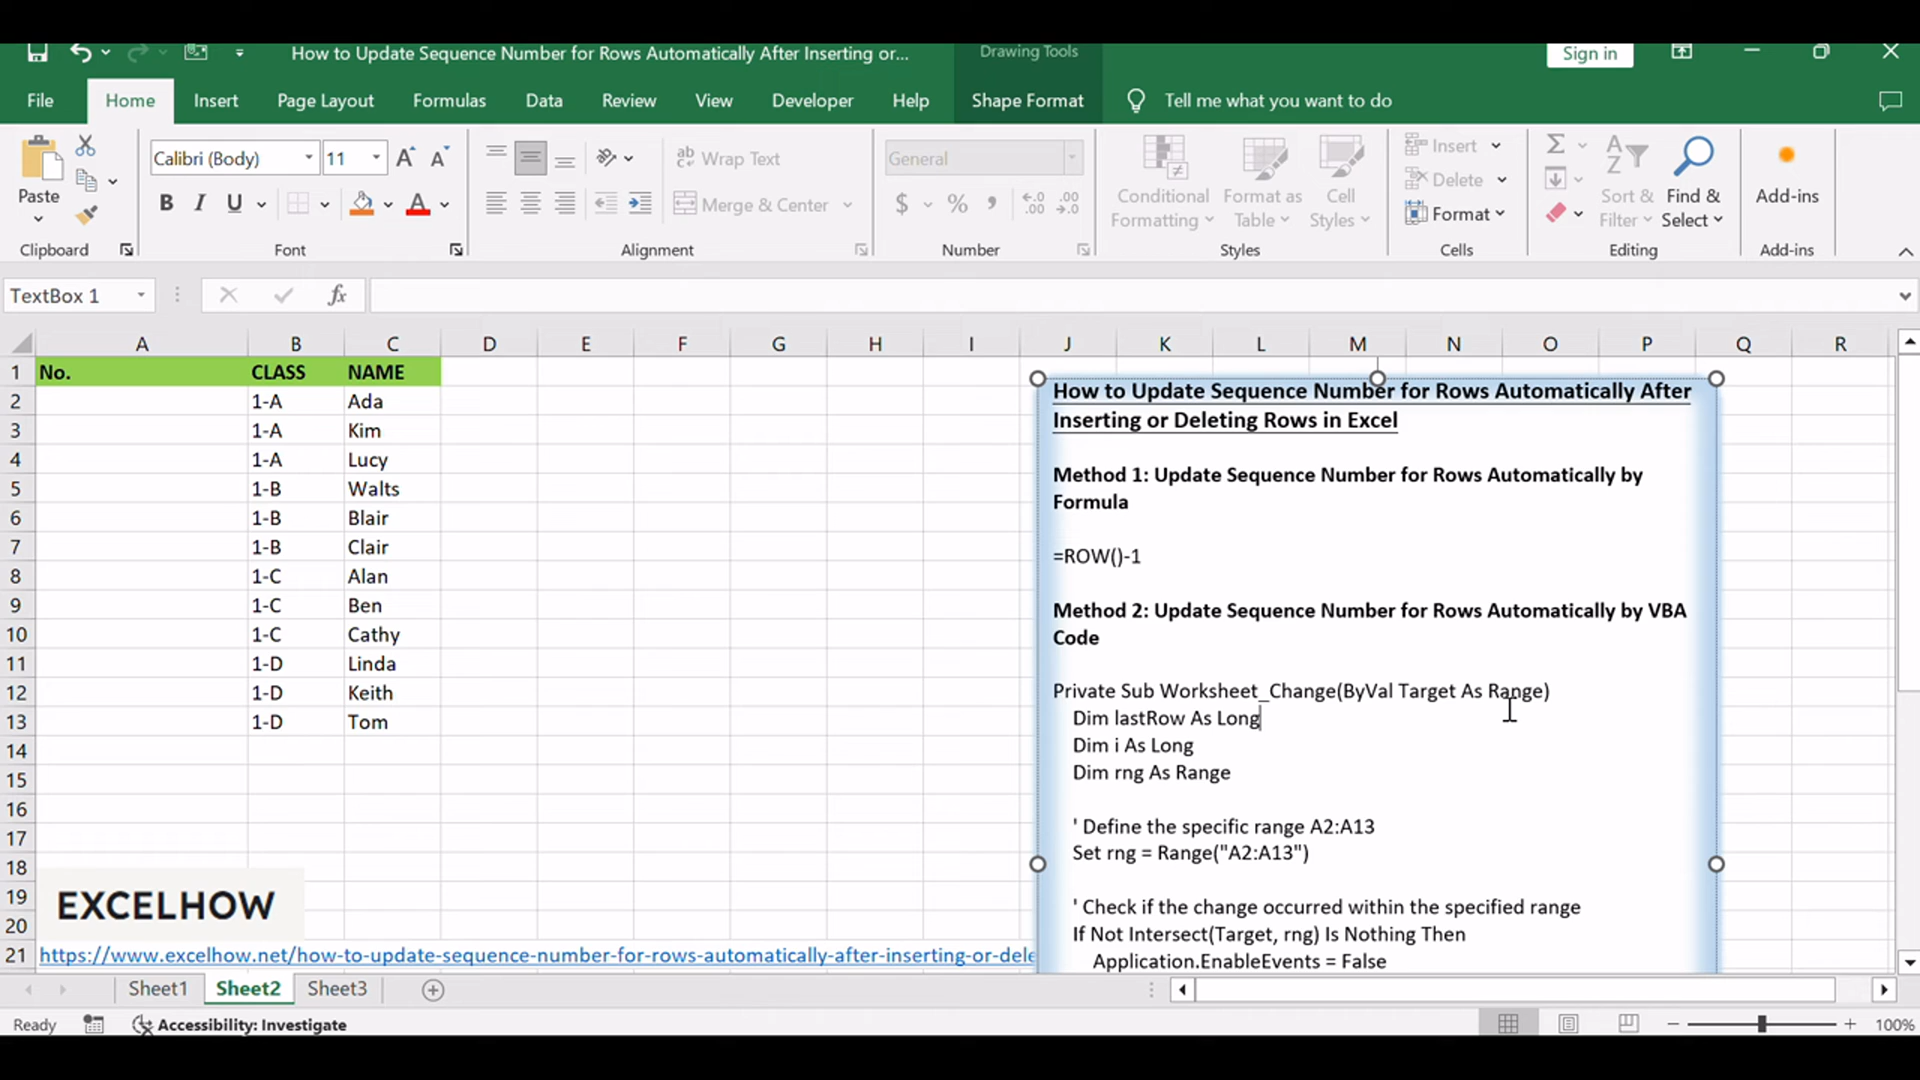 How to Update Sequence Number for Rows Automatically After Inserting or...
Drawing Tools
Sign in
File Home Insert Page Layout Formulas Data Review View Developer Help Shape Format Tell me what you want to do
Paste
Calibri (Body) 11
B I U
A A
ab Wrap Text
Merge & Center
General
$ % , .00 .0
Conditional Formatting
Format as Table
Cell Styles
Insert
Delete
Format
Sort & Filter
Find & Select
Add-ins
Clipboard Font Alignment Number Styles Cells Editing Add-ins
TextBox 1 fx
A B C D E F G H I J K L M N O P Q R
1 No. CLASS NAME
2 1-A Ada
3 1-A Kim
4 1-A Lucy
5 1-B Walts
6 1-B Blair
7 1-B Clair
8 1-C Alan
9 1-C Ben
10 1-C Cathy
11 1-D Linda
12 1-D Keith
13 1-D Tom
14
15
16
17
18
19 EXCELHOW
20
21 https://www.excelhow.net/how-to-update-sequence-number-for-rows-automatically-after-inserting-or-dele
How to Update Sequence Number for Rows Automatically After
Inserting or Deleting Rows in Excel
Method 1: Update Sequence Number for Rows Automatically by
Formula
=ROW()-1
Method 2: Update Sequence Number for Rows Automatically by VBA
Code
Private Sub Worksheet_Change(ByVal Target As Range)
Dim lastRow As Long
Dim i As Long
Dim rng As Range
' Define the specific range A2:A13
Set rng = Range("A2:A13")
' Check if the change occurred within the specified range
If Not Intersect(Target, rng) Is Nothing Then
Application.EnableEvents = False
Sheet1 Sheet2 Sheet3
Ready Accessibility: Investigate 100%